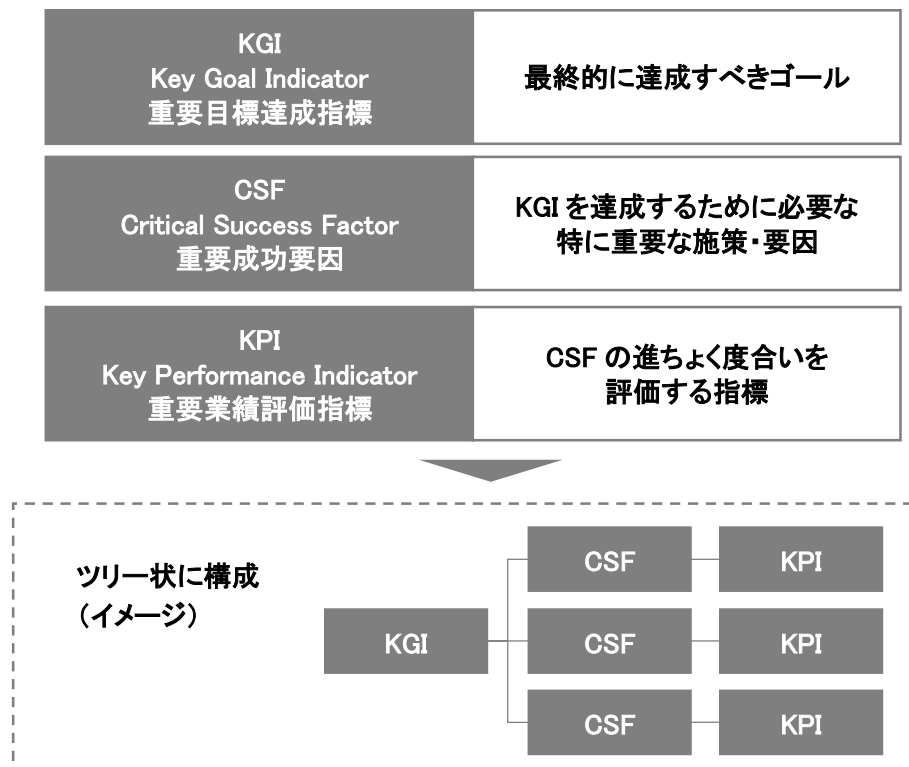 KGI
Key Goal Indicator
重要目標達成指標
最終的に達成すべきゴール
CSF
Critical Success Factor
重要成功要因
KGI を達成するために必要な
特に重要な施策・要因
KPI
Key Performance Indicator
重要業績評価指標
CSF の進ちょく度合いを
評価する指標
ツリー状に構成
（イメージ）
CSF
KPI
KGI
CSF
KPI
CSF
KPI